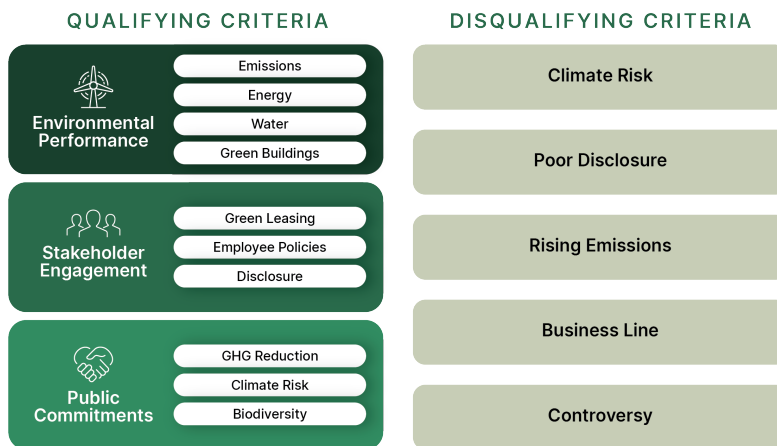 QUALIFYING CRITERIA
Environmental
Performance
Emissions
Energy
Water
Green Buildings
Stakeholder
Engagement
Green Leasing
Employee Policies
Disclosure
Public
Commitments
GHG Reduction
Climate Risk
Biodiversity
DISQUALIFYING CRITERIA
Climate Risk
Poor Disclosure
Rising Emissions
Business Line
Controversy